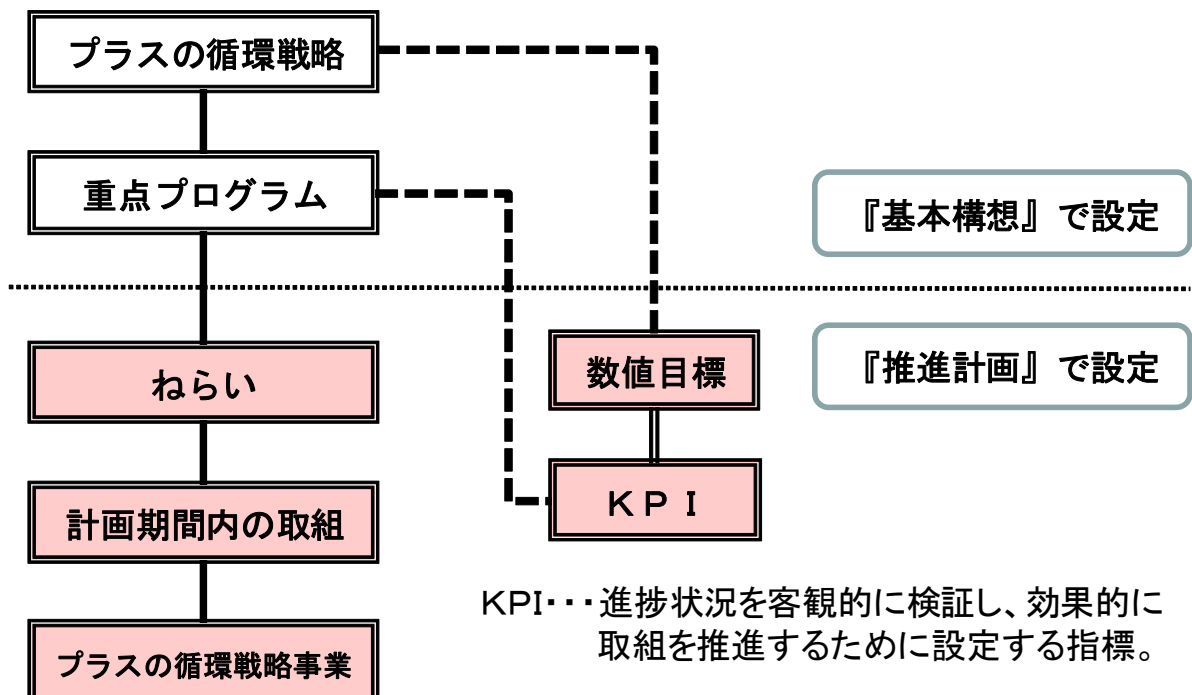 プラスの循環戦略
重点プログラム
『基本構想』で設定
ねらい
数値目標
『推進計画』で設定
計画期間内の取組
ＫＰＩ
プラスの循環戦略事業
KPI・・・進捗状況を客観的に検証し、効果的に
取組を推進するために設定する指標。